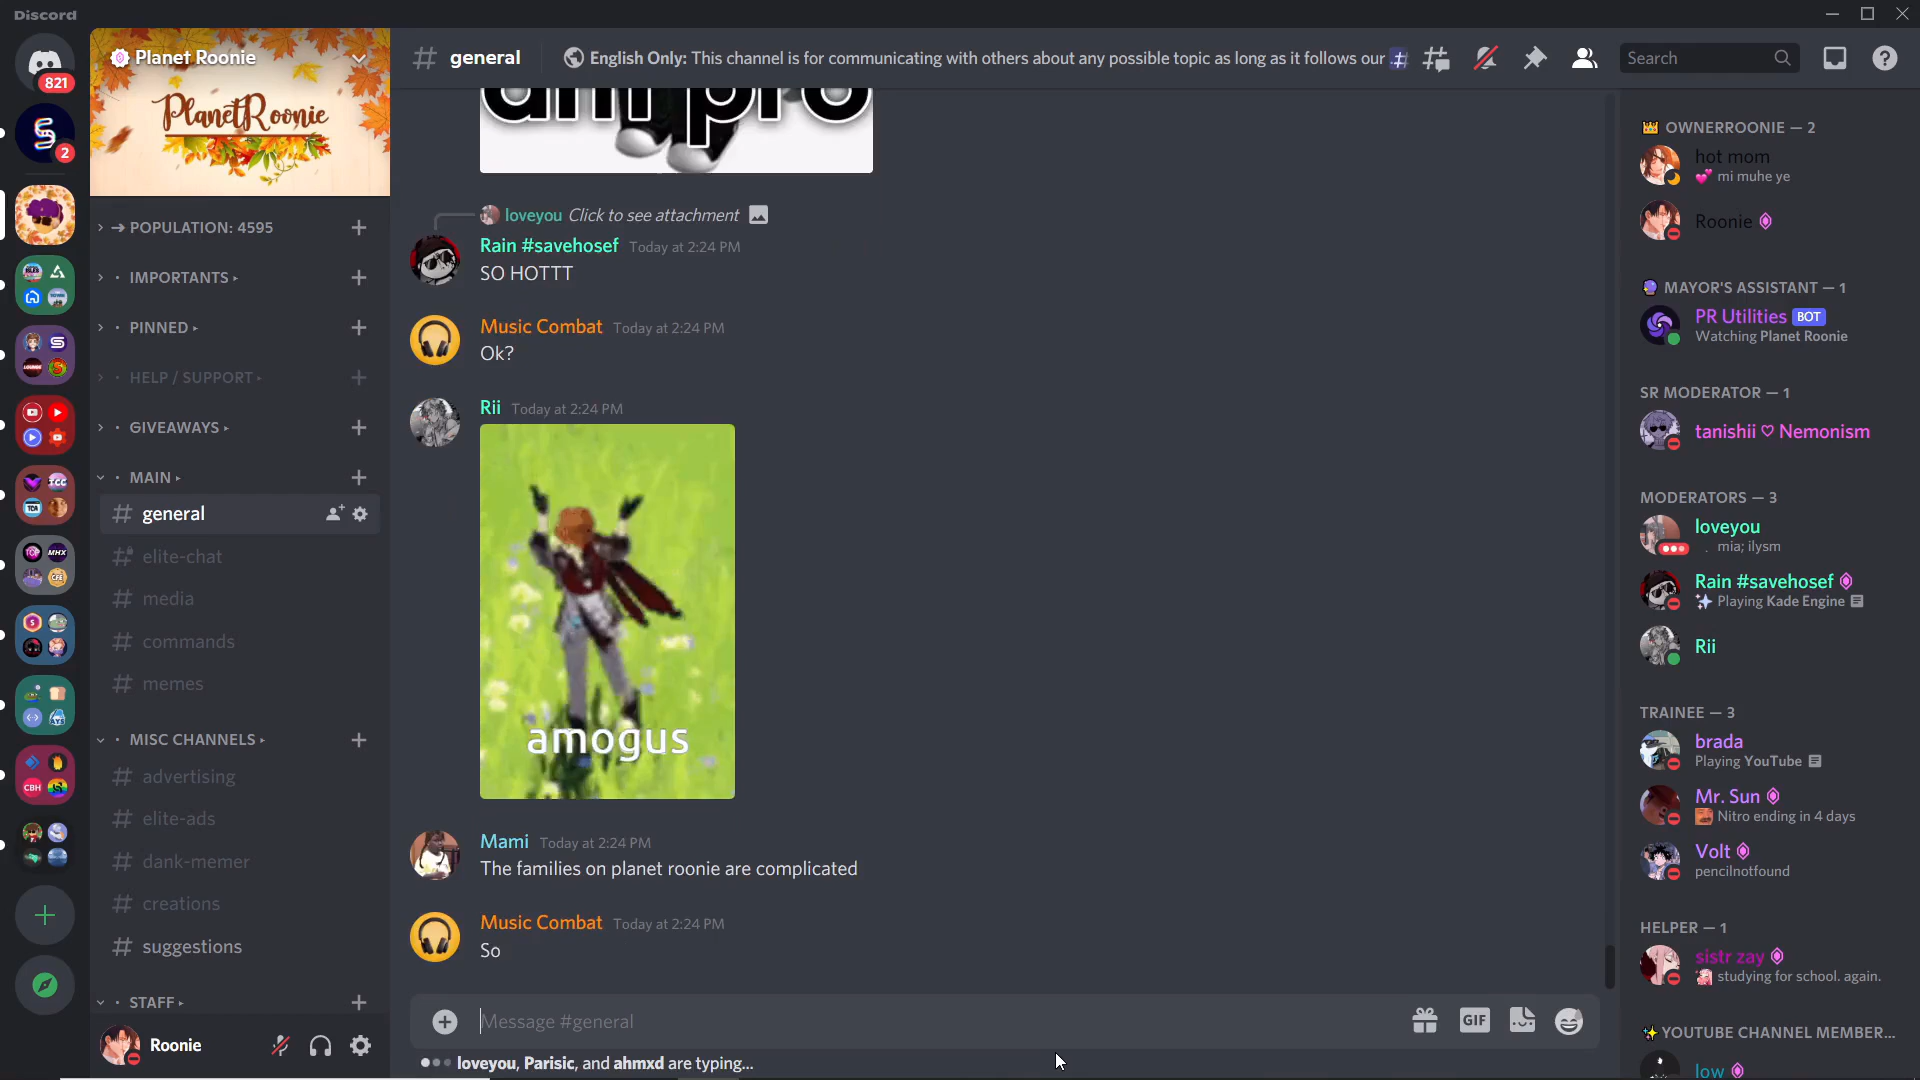 Discord
821
2
Planet Roonie
PlanetRoonie
→ POPULATION: 4595
· IMPORTANTS ▸
· PINNED ▸
· HELP / SUPPORT ▸
· GIVEAWAYS ▸
· MAIN ▸
general
elite-chat
media
commands
memes
· MISC CHANNELS ▸
advertising
elite-ads
dank-memer
creations
suggestions
· STAFF ▸
Roonie
# general
English Only: This channel is for communicating with others about any possible topic as long as it follows our #
Search
loveyou Click to see attachment
Rain #savehosef Today at 2:24 PM
SO HOTTT
Music Combat Today at 2:24 PM
Ok?
Rii Today at 2:24 PM
amogus
Mami Today at 2:24 PM
The families on planet roonie are complicated
Music Combat Today at 2:24 PM
So
Message #general
GIF
loveyou, Parisic, and ahmxd are typing...
OWNERROONIE — 2
hot mom
💕 mi muhe ye
Roonie
MAYOR'S ASSISTANT — 1
PR Utilities BOT
Watching Planet Roonie
SR MODERATOR — 1
tanishii ♡ Nemonism
MODERATORS — 3
loveyou
. mia; ilysm
Rain #savehosef
Playing Kade Engine
Rii
TRAINEE — 3
brada
Playing YouTube
Mr. Sun
Nitro ending in 4 days
Volt
pencilnotfound
HELPER — 1
sistr zay
studying for school. again.
YOUTUBE CHANNEL MEMBER...
low